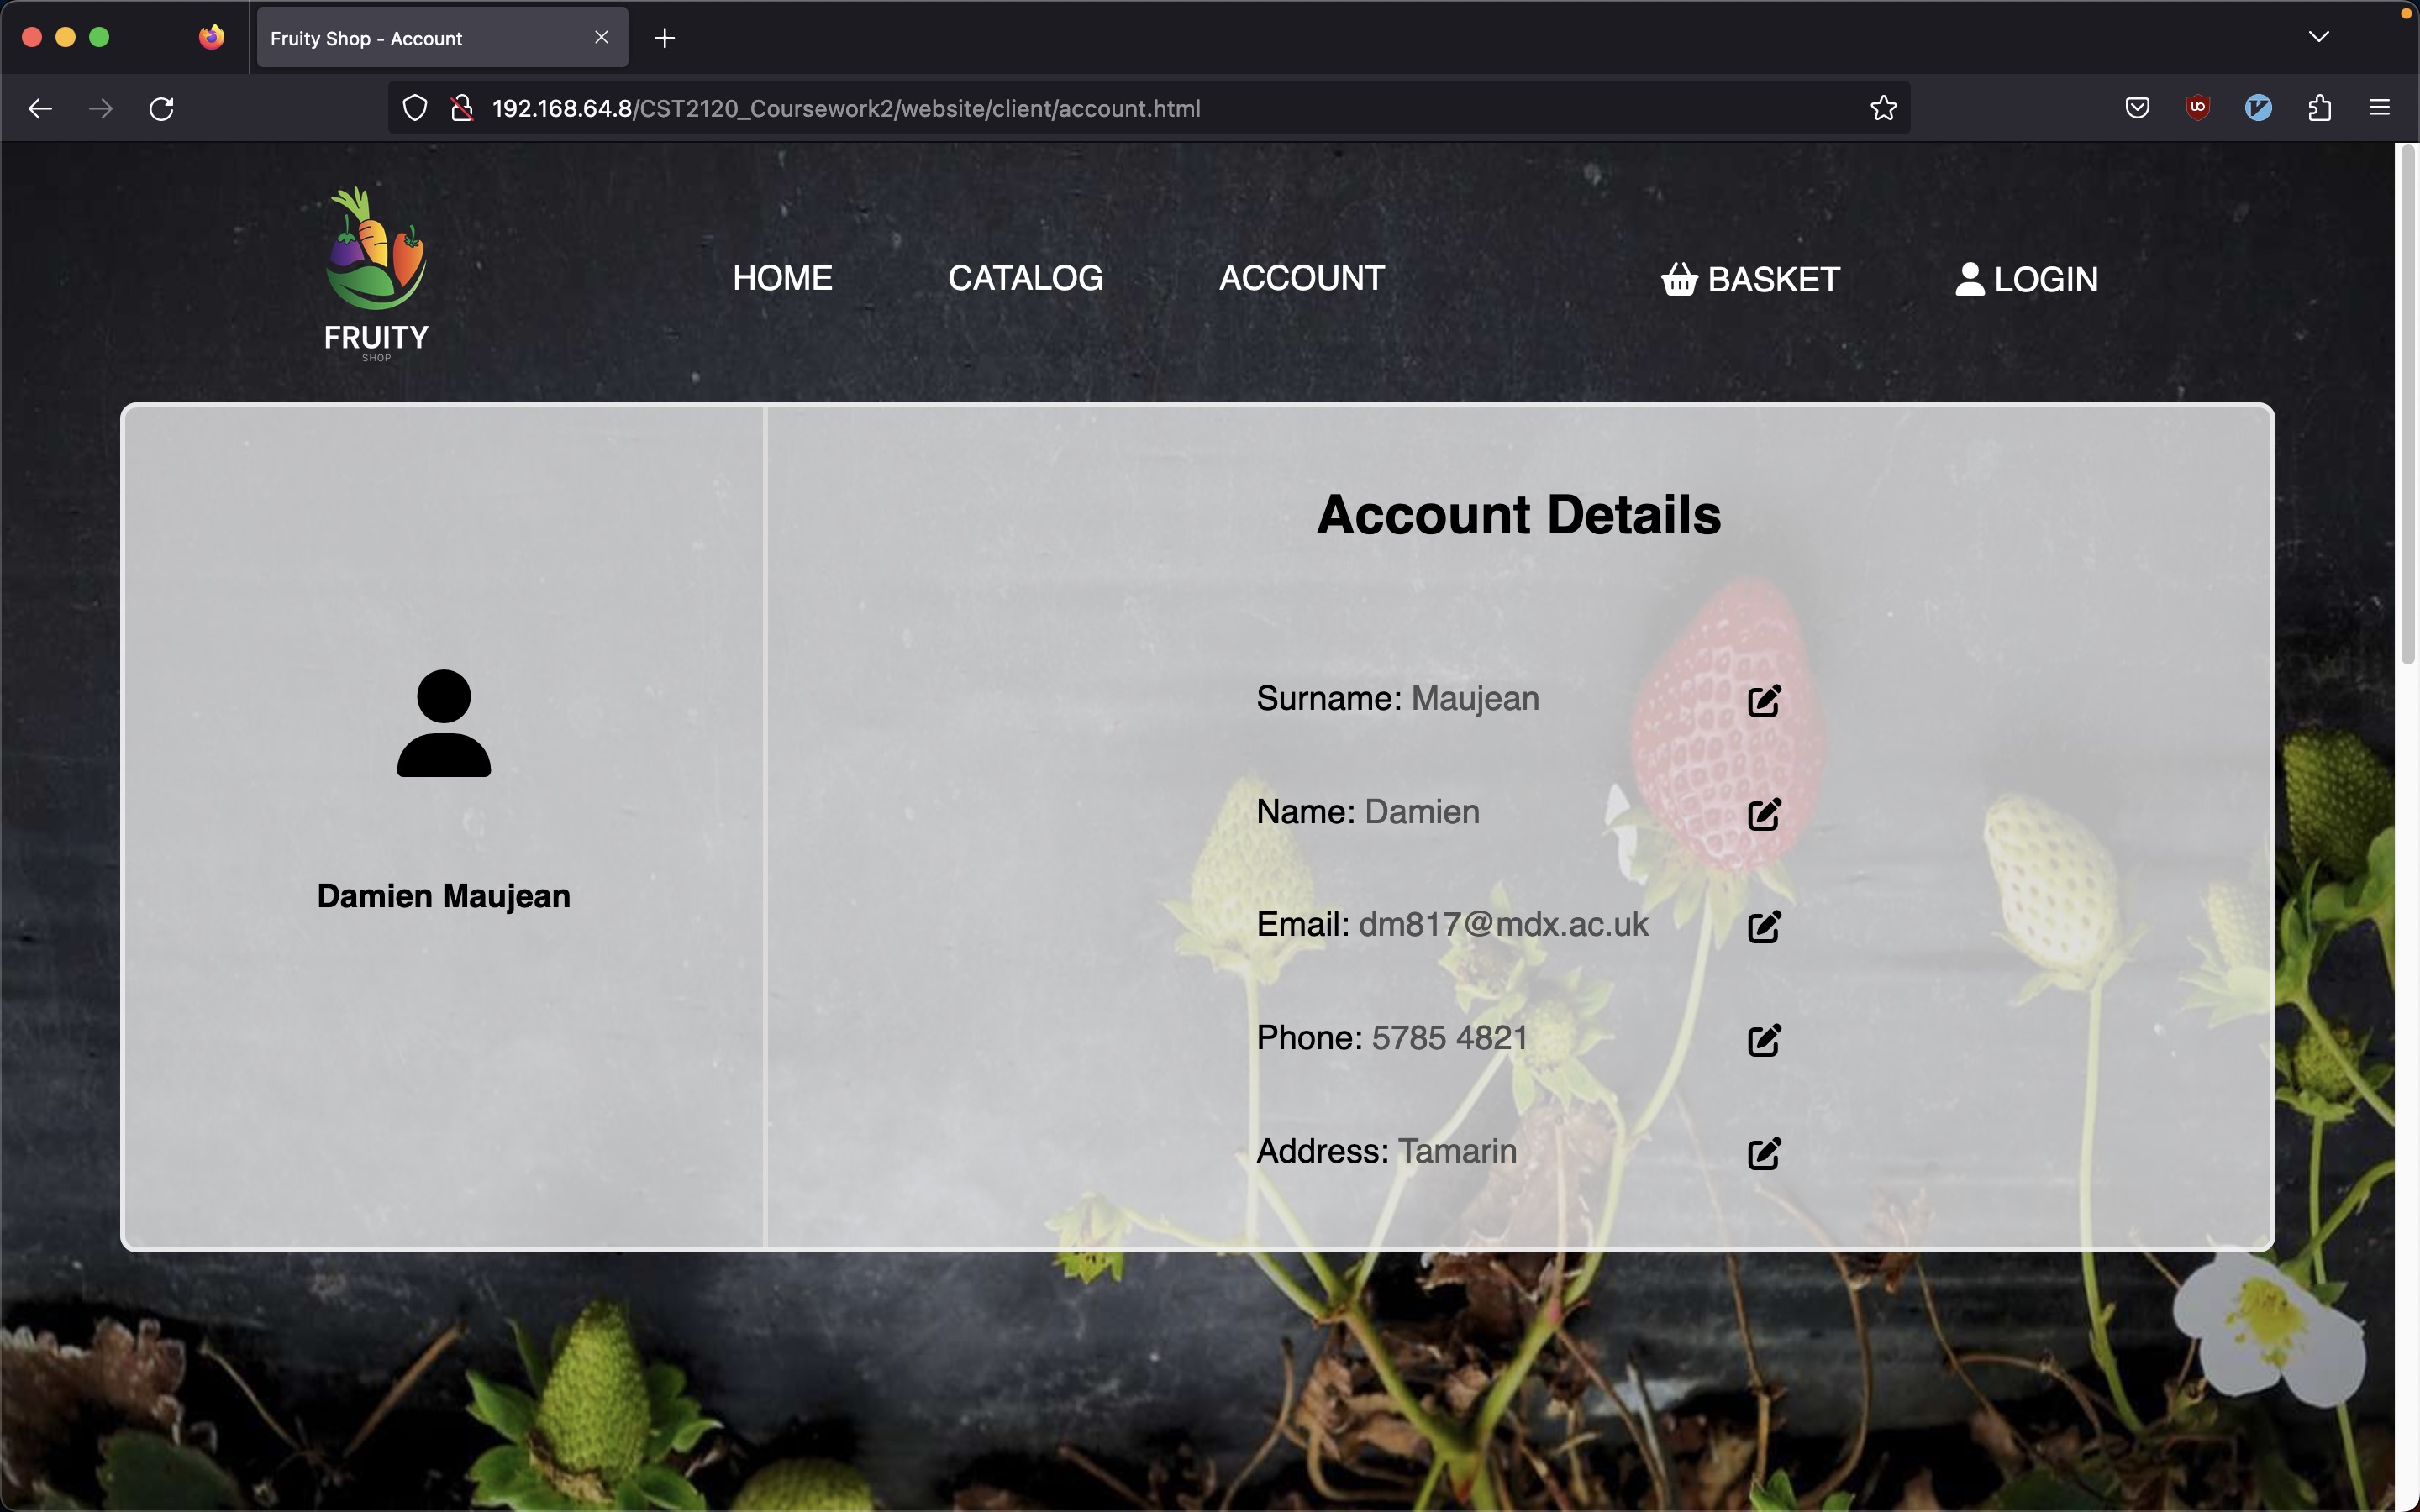 Fruity Shop - Account
192.168.64.8/CST2120_Coursework2/website/client/account.html
FRUITY
SHOP
HOME
CATALOG
ACCOUNT
BASKET
LOGIN
Account Details
Damien Maujean
Surname: Maujean
Name: Damien
Email: dm817@mdx.ac.uk
Phone: 5785 4821
Address: Tamarin